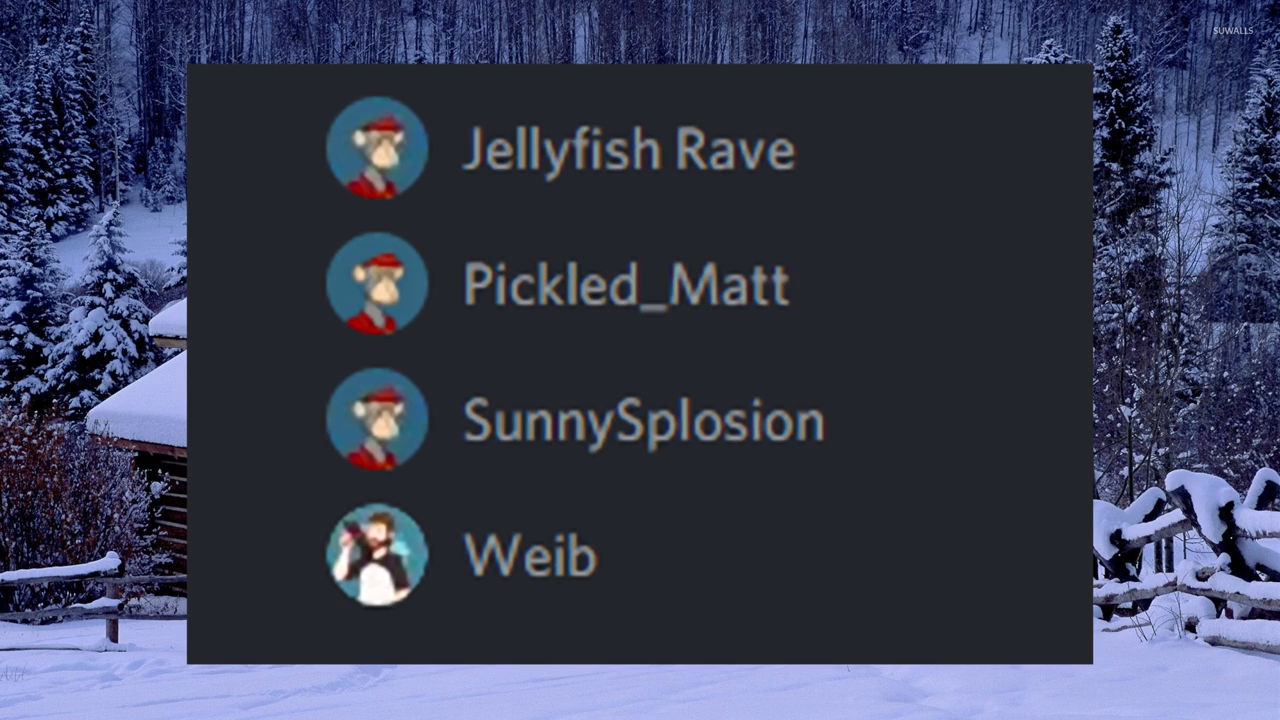 SUWALLS
Jellyfish Rave
Pickled_Matt
SunnySplosion
Weib